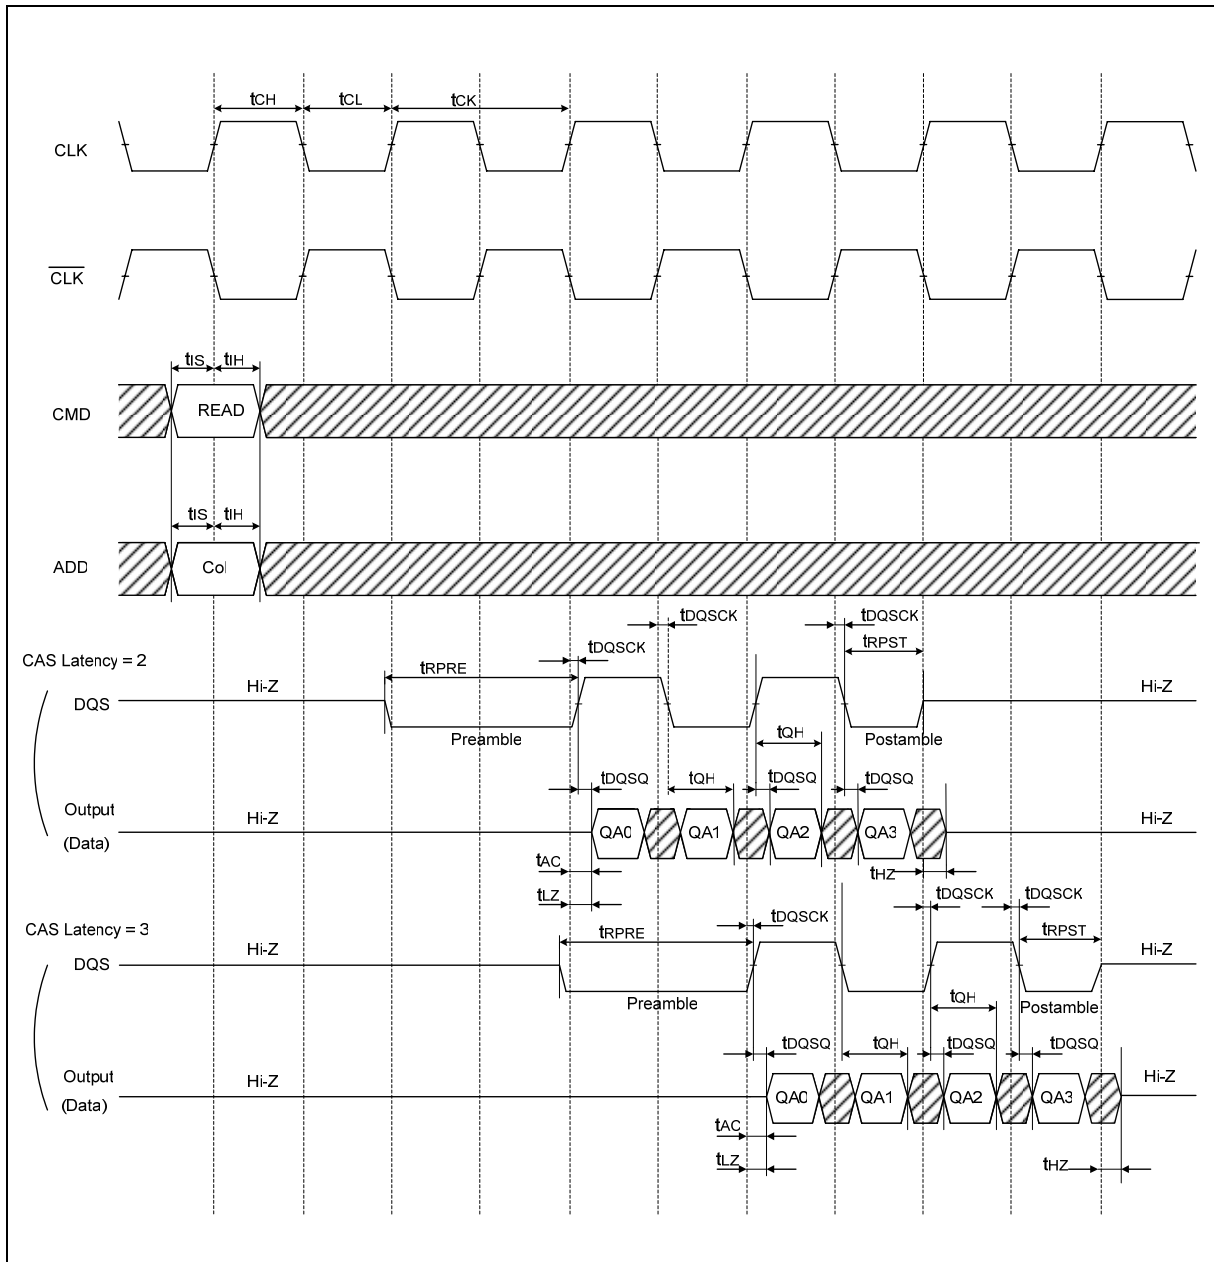 tCH tCL tCK
CLK
CLK
tIS tIH
CMD READ
tIS tIH
ADD Col
tDQSCK tDQSCK
tDQSCK tRPST
CAS Latency = 2
tRPRE
Hi-Z Hi-Z
DQS
Preamble tQH Postamble
tDQSQ tQH tDQSQ tDQSQ
Output Hi-Z QA0 QA1 QA2 QA3 Hi-Z
(Data)
tAC tHZ
tLZ
tDQSCK tDQSCK tDQSCK
CAS Latency = 3
tRPRE tRPST
DQS Hi-Z Hi-Z
Preamble tQH Postamble
tDQSQ tQH tDQSQ tDQSQ
Output Hi-Z QA0 QA1 QA2 QA3 Hi-Z
(Data)
tAC
tLZ tHZ